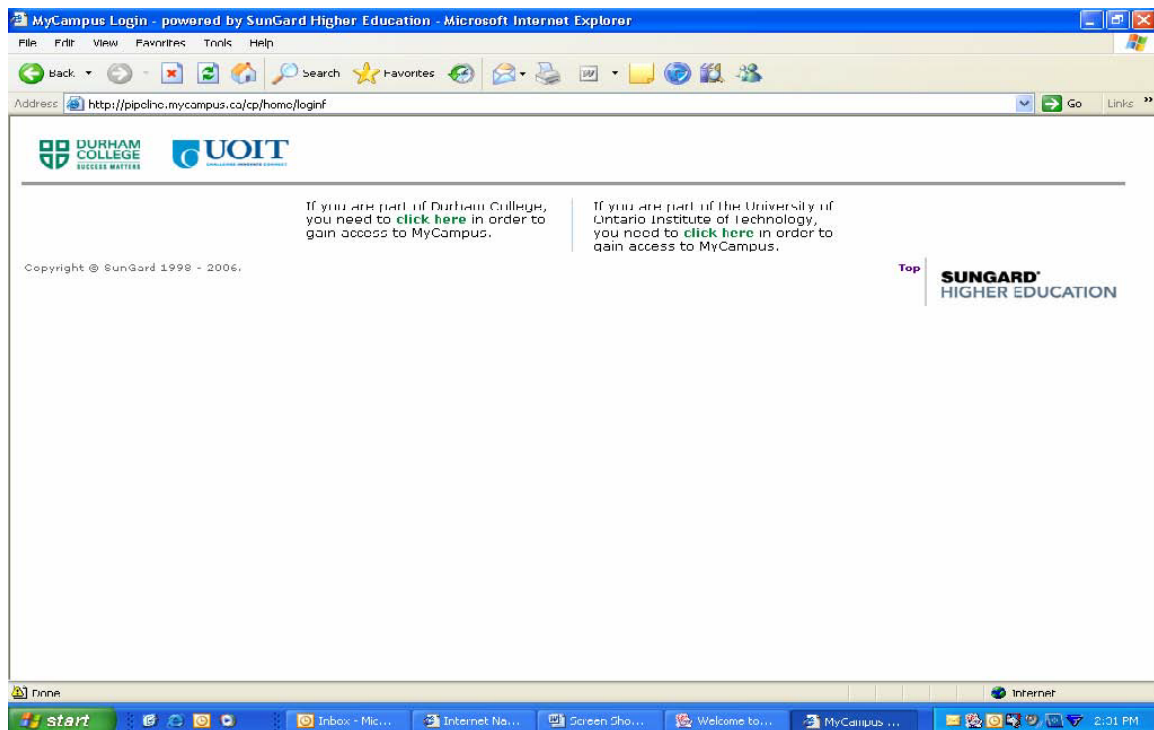 MyCampus Login - powered by SunGard Higher Education - Microsoft Internet Explorer
File Edit View Favorites Tools Help
Back Search Favorites
Address http://pipeline.mycampus.ca/cp/home/loginf Go Links »
DURHAM
COLLEGE
SUCCESS MATTERS
UOIT
CHALLENGE INNOVATE CONNECT
If you are part of Durham College,
you need to click here in order to
gain access to MyCampus.
If you are part of the University of
Ontario Institute of Technology,
you need to click here in order to
gain access to MyCampus.
Copyright © SunGard 1998 - 2006.
Top
SUNGARD®
HIGHER EDUCATION
Done Internet
start Inbox - Mic... Internet Na... Screen Sho... Welcome to... MyCampus ... 2:01 PM